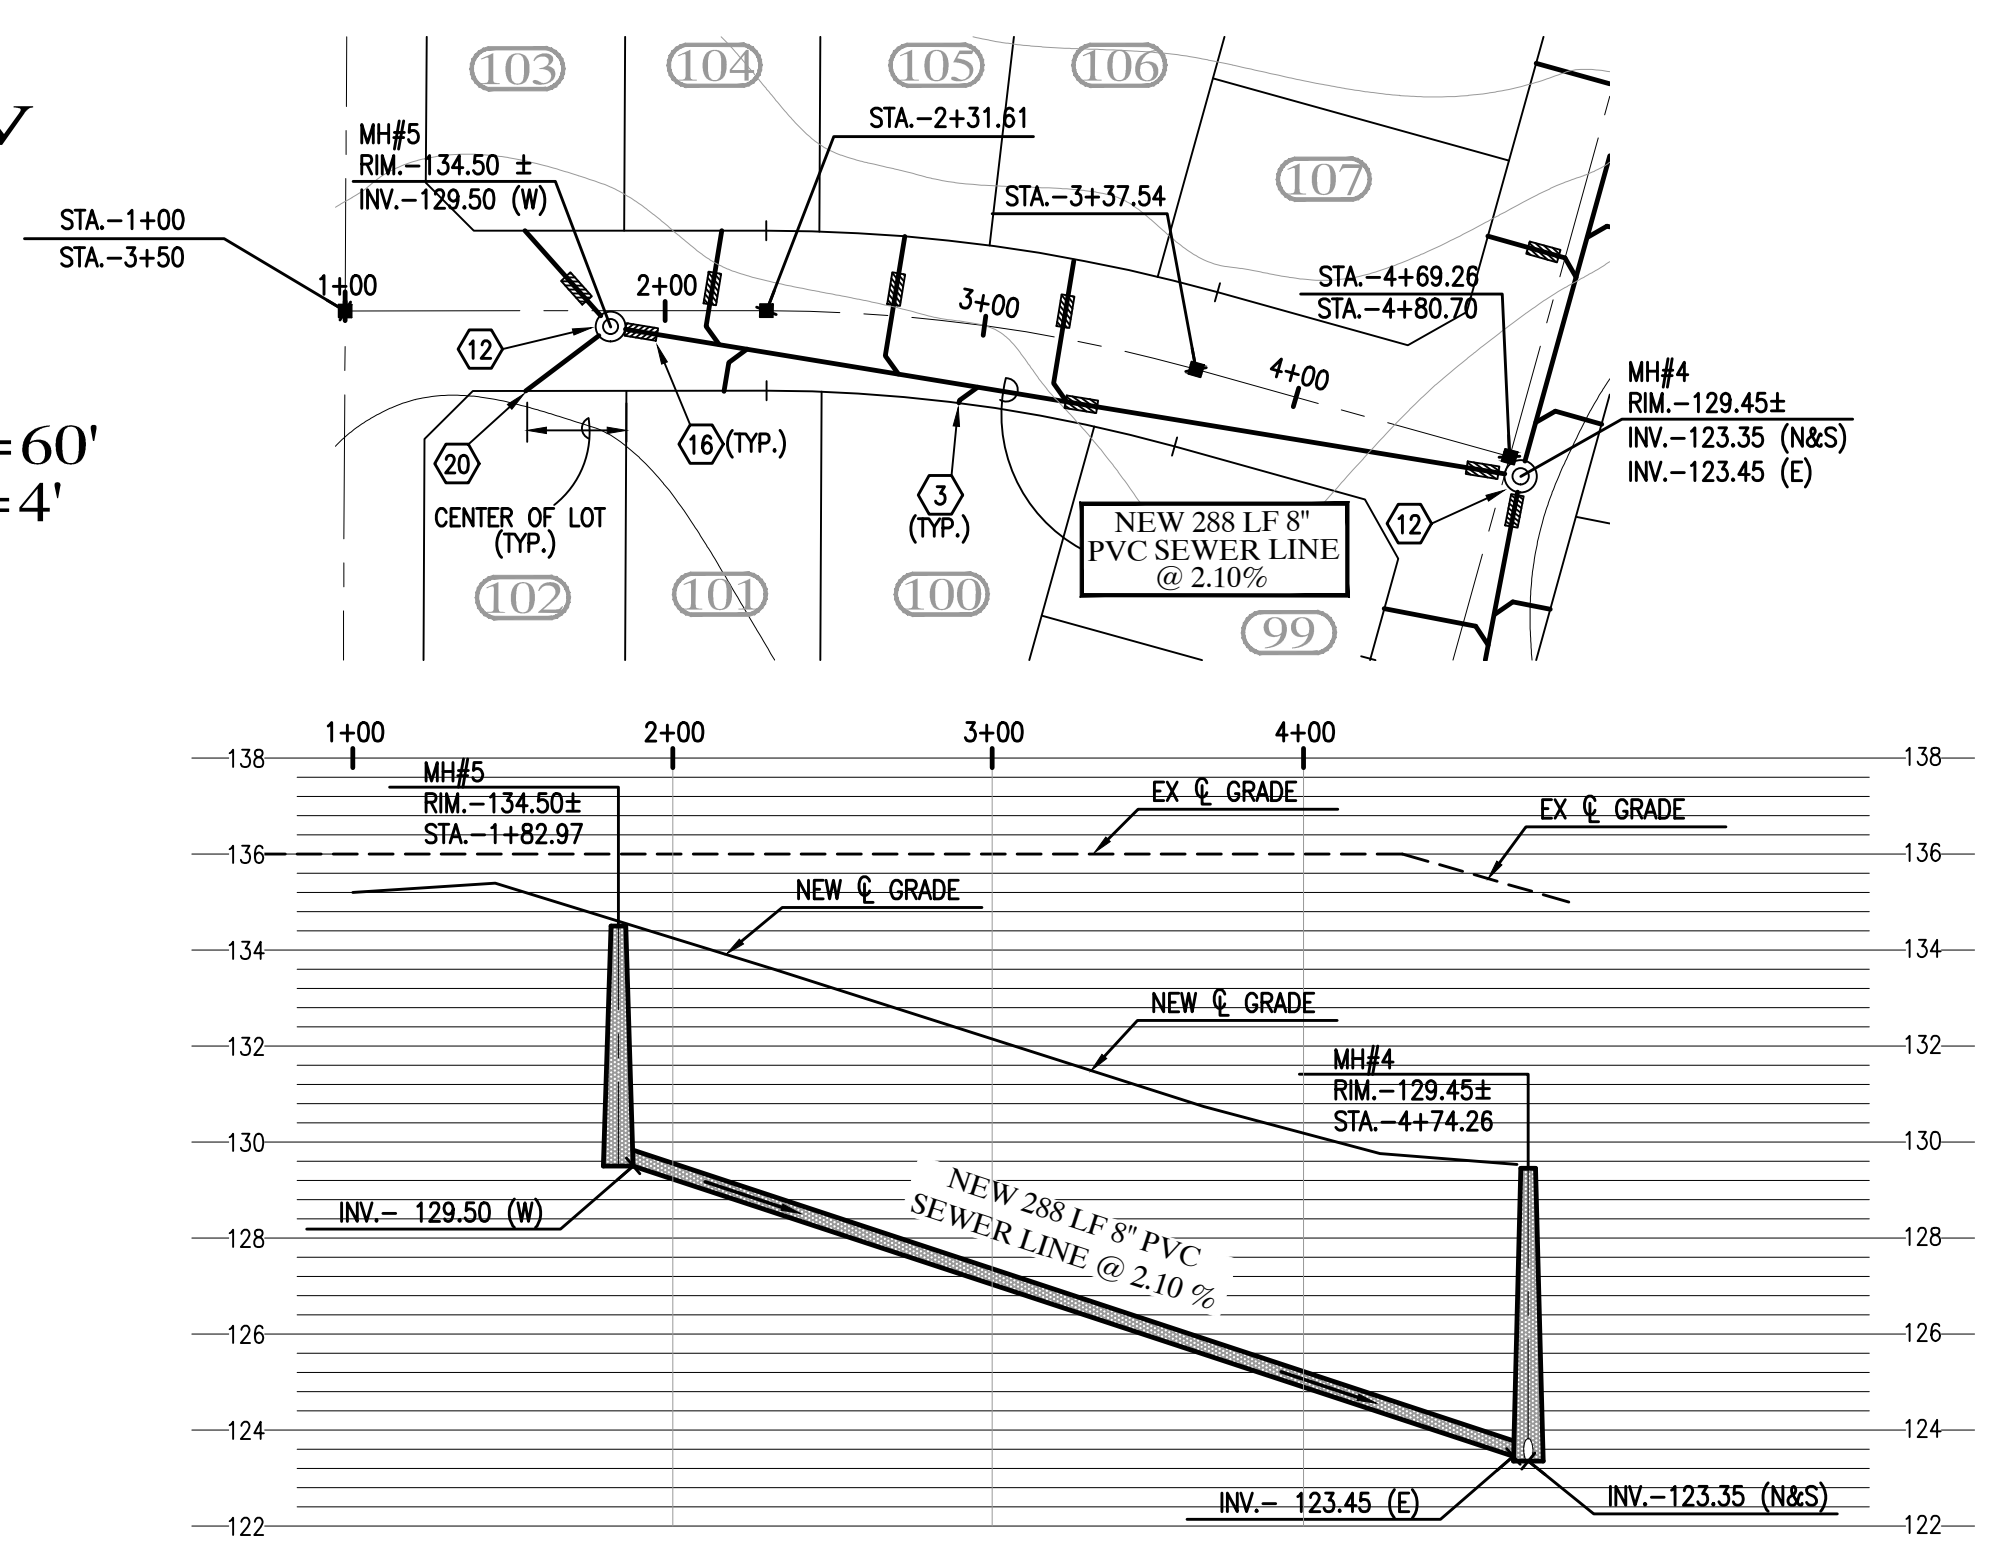 103
104
105
106
107
V
=60'
=4'
MH#5
RIM.-134.50 ±
INV.-129.50 (W)
STA.-2+31.61
STA.-3+37.54
STA.-1+00
STA.-3+50
1+00
2+00
3+00
4+00
STA.-4+69.26
STA.-4+80.70
MH#4
RIM.-129.45±
INV.-123.35 (N&S)
INV.-123.45 (E)
12
20
16 (TYP.)
3
(TYP.)
12
CENTER OF LOT
(TYP.)
NEW 288 LF 8"
PVC SEWER LINE
@ 2.10%
102
101
100
99
1+00
2+00
3+00
4+00
138
138
MH#5
RIM.-134.50±
STA.-1+82.97
EX ℄ GRADE
EX ℄ GRADE
136
136
NEW ℄ GRADE
134
134
NEW ℄ GRADE
132
132
MH#4
RIM.-129.45±
STA.-4+74.26
130
130
INV.- 129.50 (W)
NEW 288 LF 8" PVC
SEWER LINE @ 2.10 %
128
128
126
126
124
124
INV.- 123.45 (E)
INV.-123.35 (N&S)
122
122